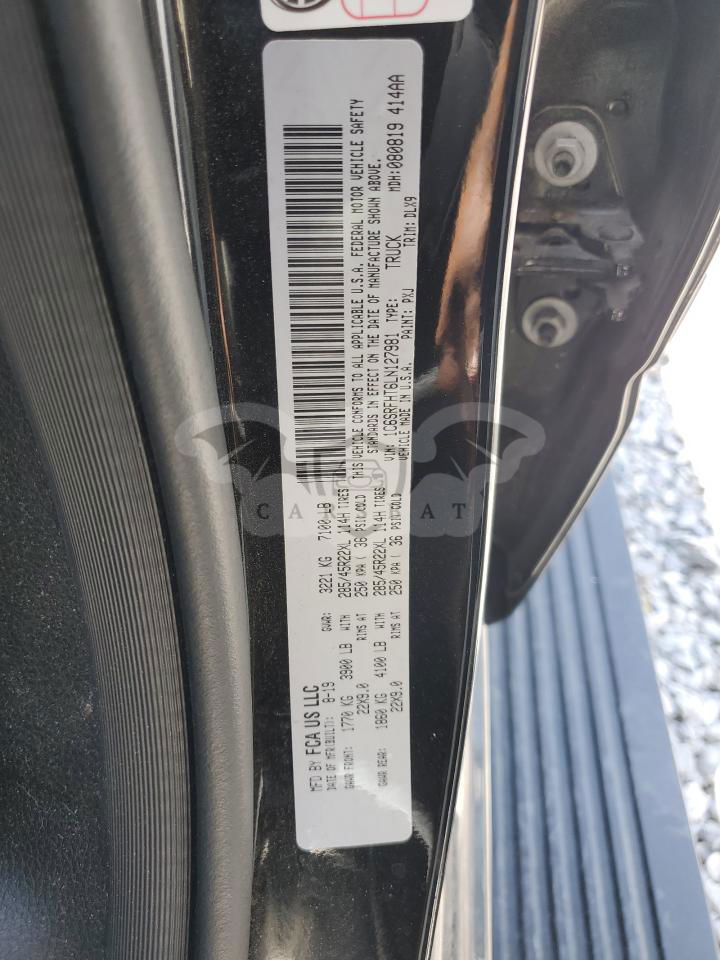 MFD BY FCA US LLC
DATE OF MFR(BUILT): 8-19 GVWR: 3221 KG 7100 LB
GAWR FRONT: 1770 KG 3900 LB WITH 285/45R22XL 114H TIRES
22X9.0 RIMS AT 250 KPA ( 36 PSI COLD
GAWR REAR: 1860 KG 4100 LB WITH 285/45R22XL 114H TIRES
22X9.0 RIMS AT 250 KPA ( 36 PSI COLD
THIS VEHICLE CONFORMS TO ALL APPLICABLE U.S.A. FEDERAL MOTOR VEHICLE SAFETY
STANDARDS IN EFFECT ON THE DATE OF MANUFACTURE SHOWN ABOVE.
VIN: 1C6SRFHT6LN127981 TYPE: TRUCK MDH:080819 414AA
VEHICLE MADE IN U.S.A. PAINT: PXJ TRIM: DLX9